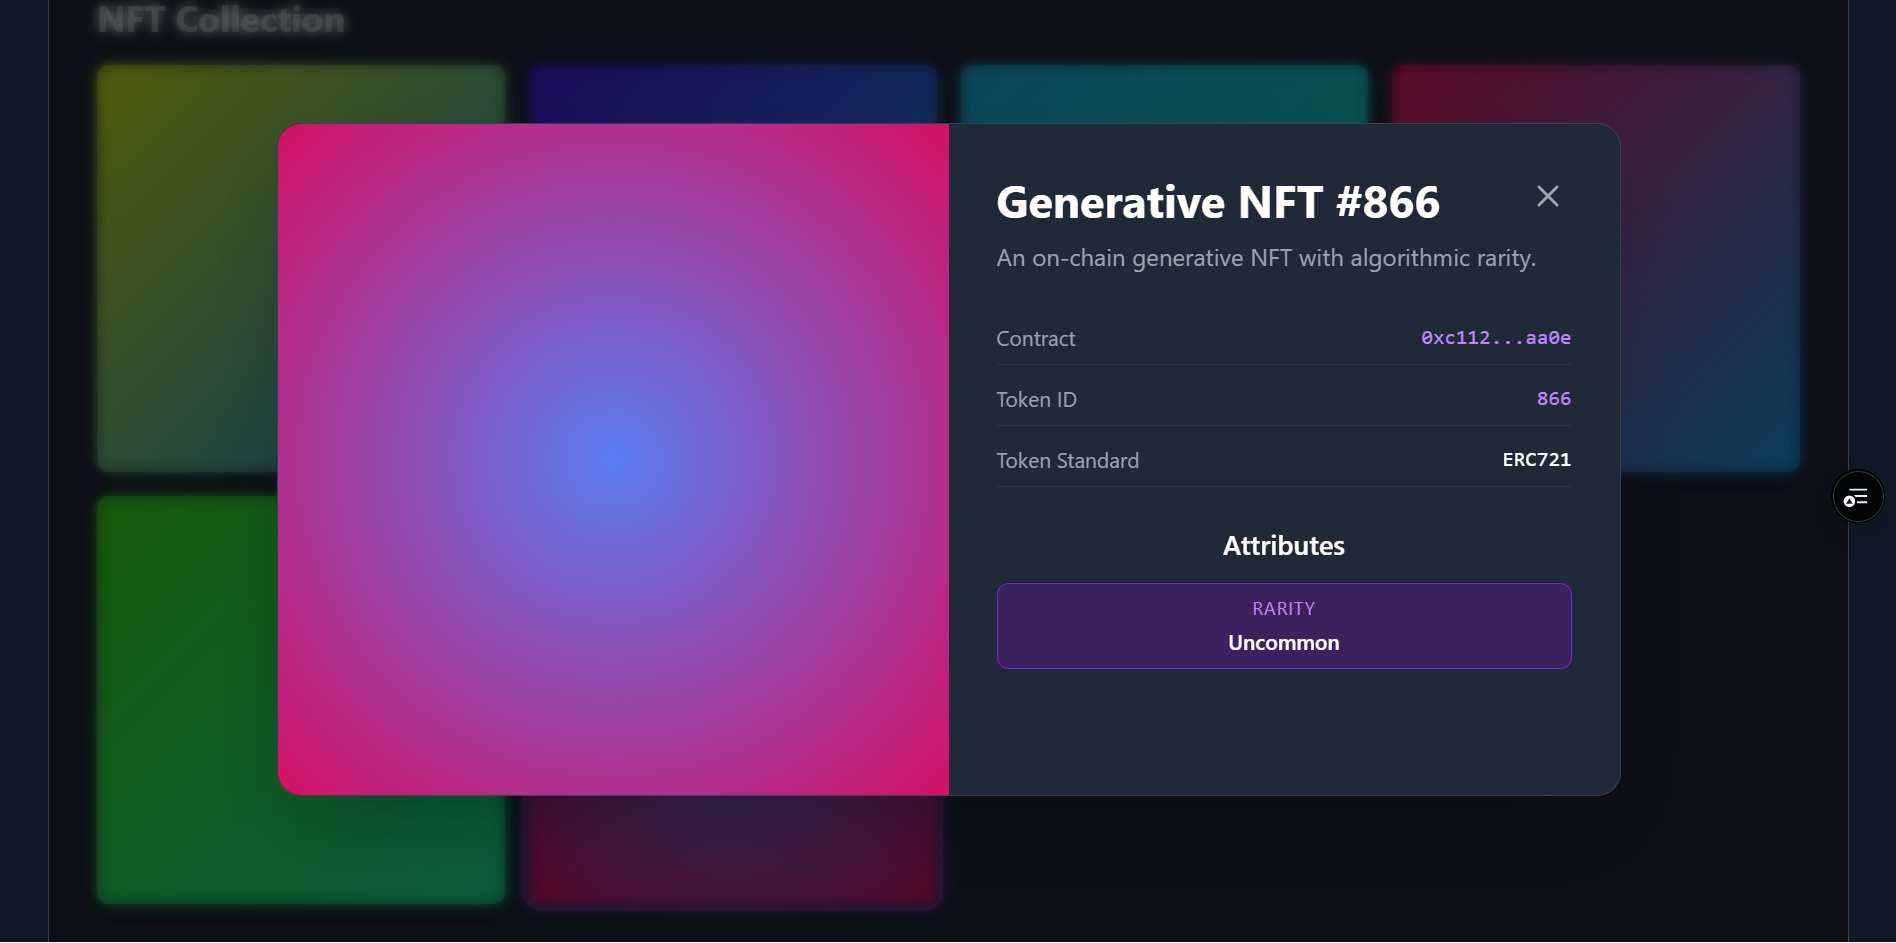 NFT Collection
Generative NFT #866
An on-chain generative NFT with algorithmic rarity.
Contract 0xc112...aa0e
Token ID 866
Token Standard ERC721
Attributes
RARITY
Uncommon